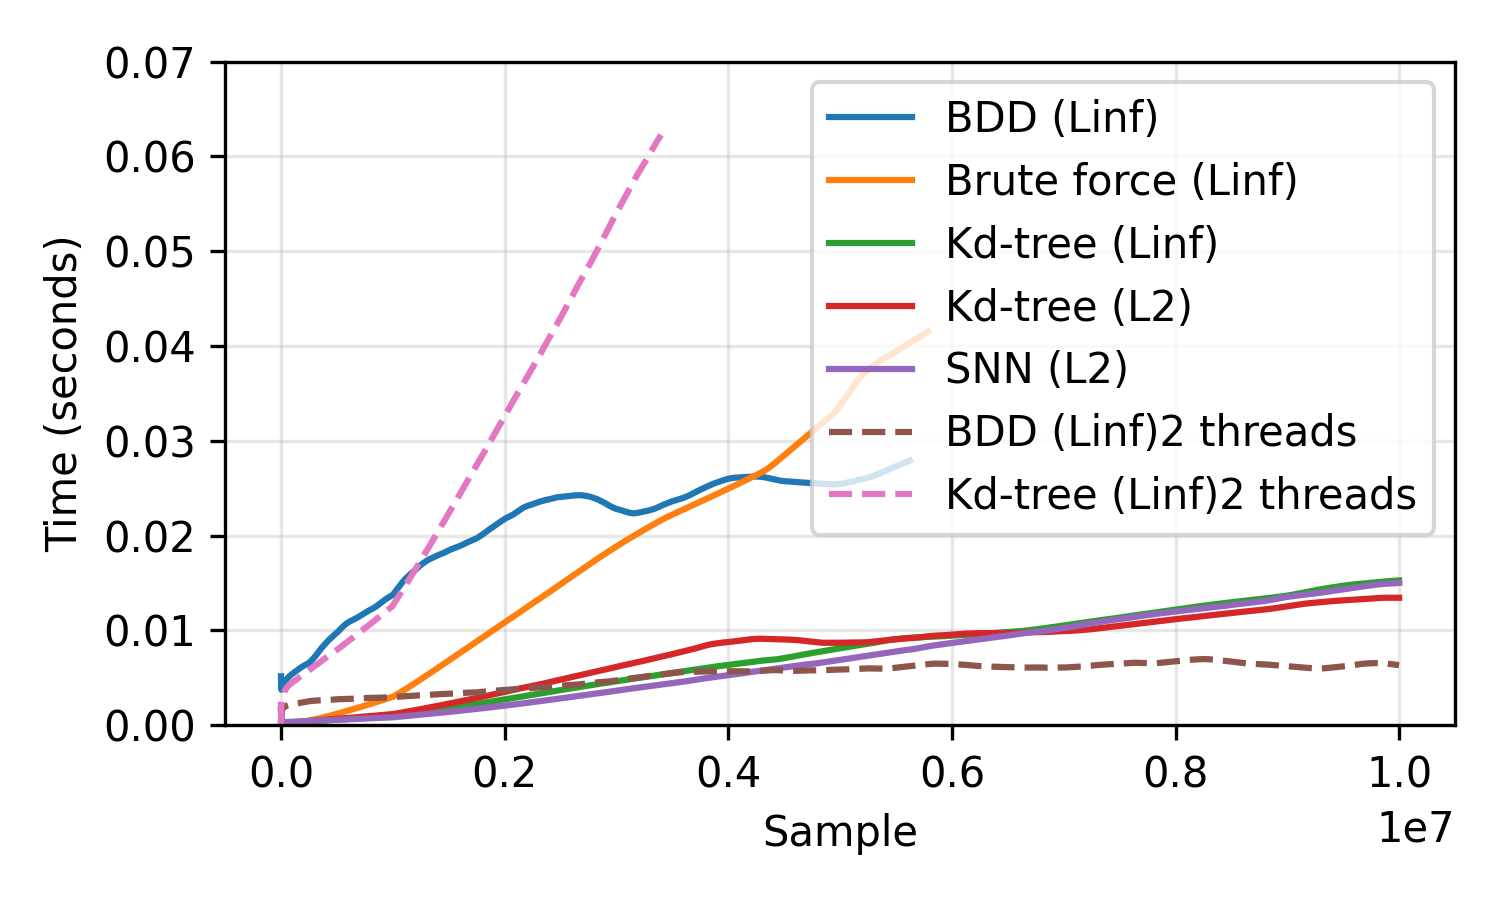 0.07
0.06
0.05
0.04
0.03
0.02
0.01
0.00
Time (seconds)
BDD (Linf)
Brute force (Linf)
Kd-tree (Linf)
Kd-tree (L2)
SNN (L2)
BDD (Linf)2 threads
Kd-tree (Linf)2 threads
0.0 0.2 0.4 0.6 0.8 1.0
Sample
1e7